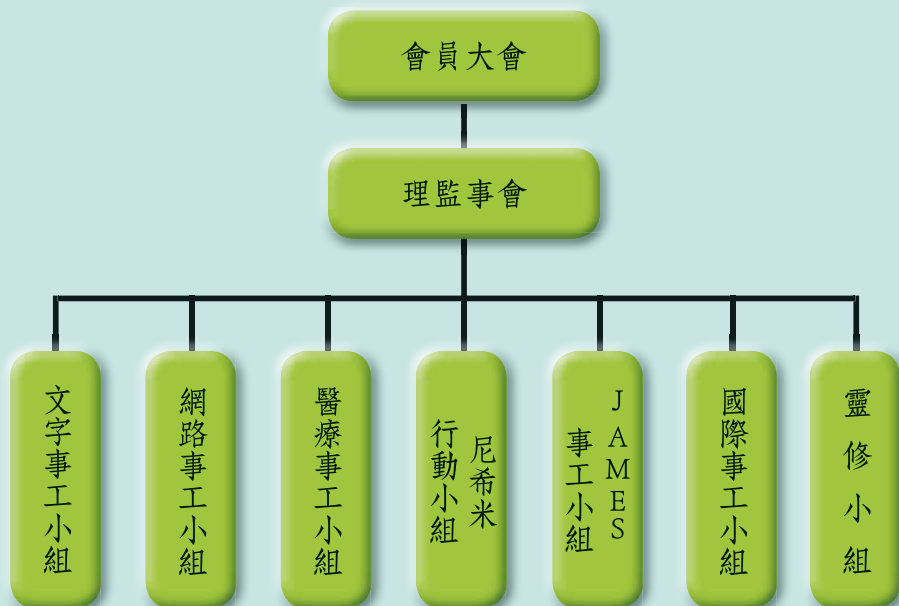 會員大會
理監事會
文字事工小組
網路事工小組
醫療事工小組
尼希米
行動小組
JAMES
事工小組
國際事工小組
靈修小組